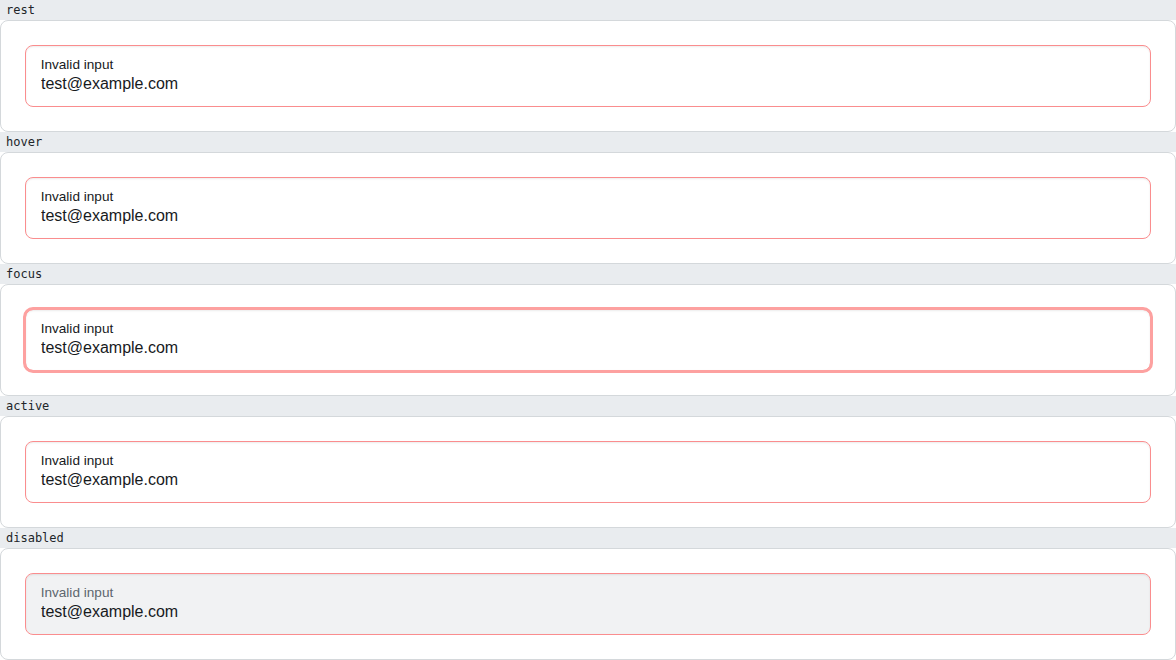 rest
Invalid input
test@example.com
hover
Invalid input
test@example.com
focus
Invalid input
test@example.com
active
Invalid input
test@example.com
disabled
Invalid input
test@example.com